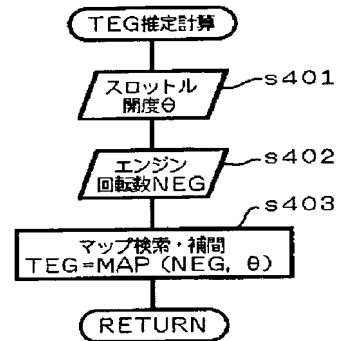 TEG推定計算
スロットル
開度θ
s401
エンジン
回転数NEG
s402
s403
マップ検索・補間
TEG=MAP (NEG, θ)
RETURN